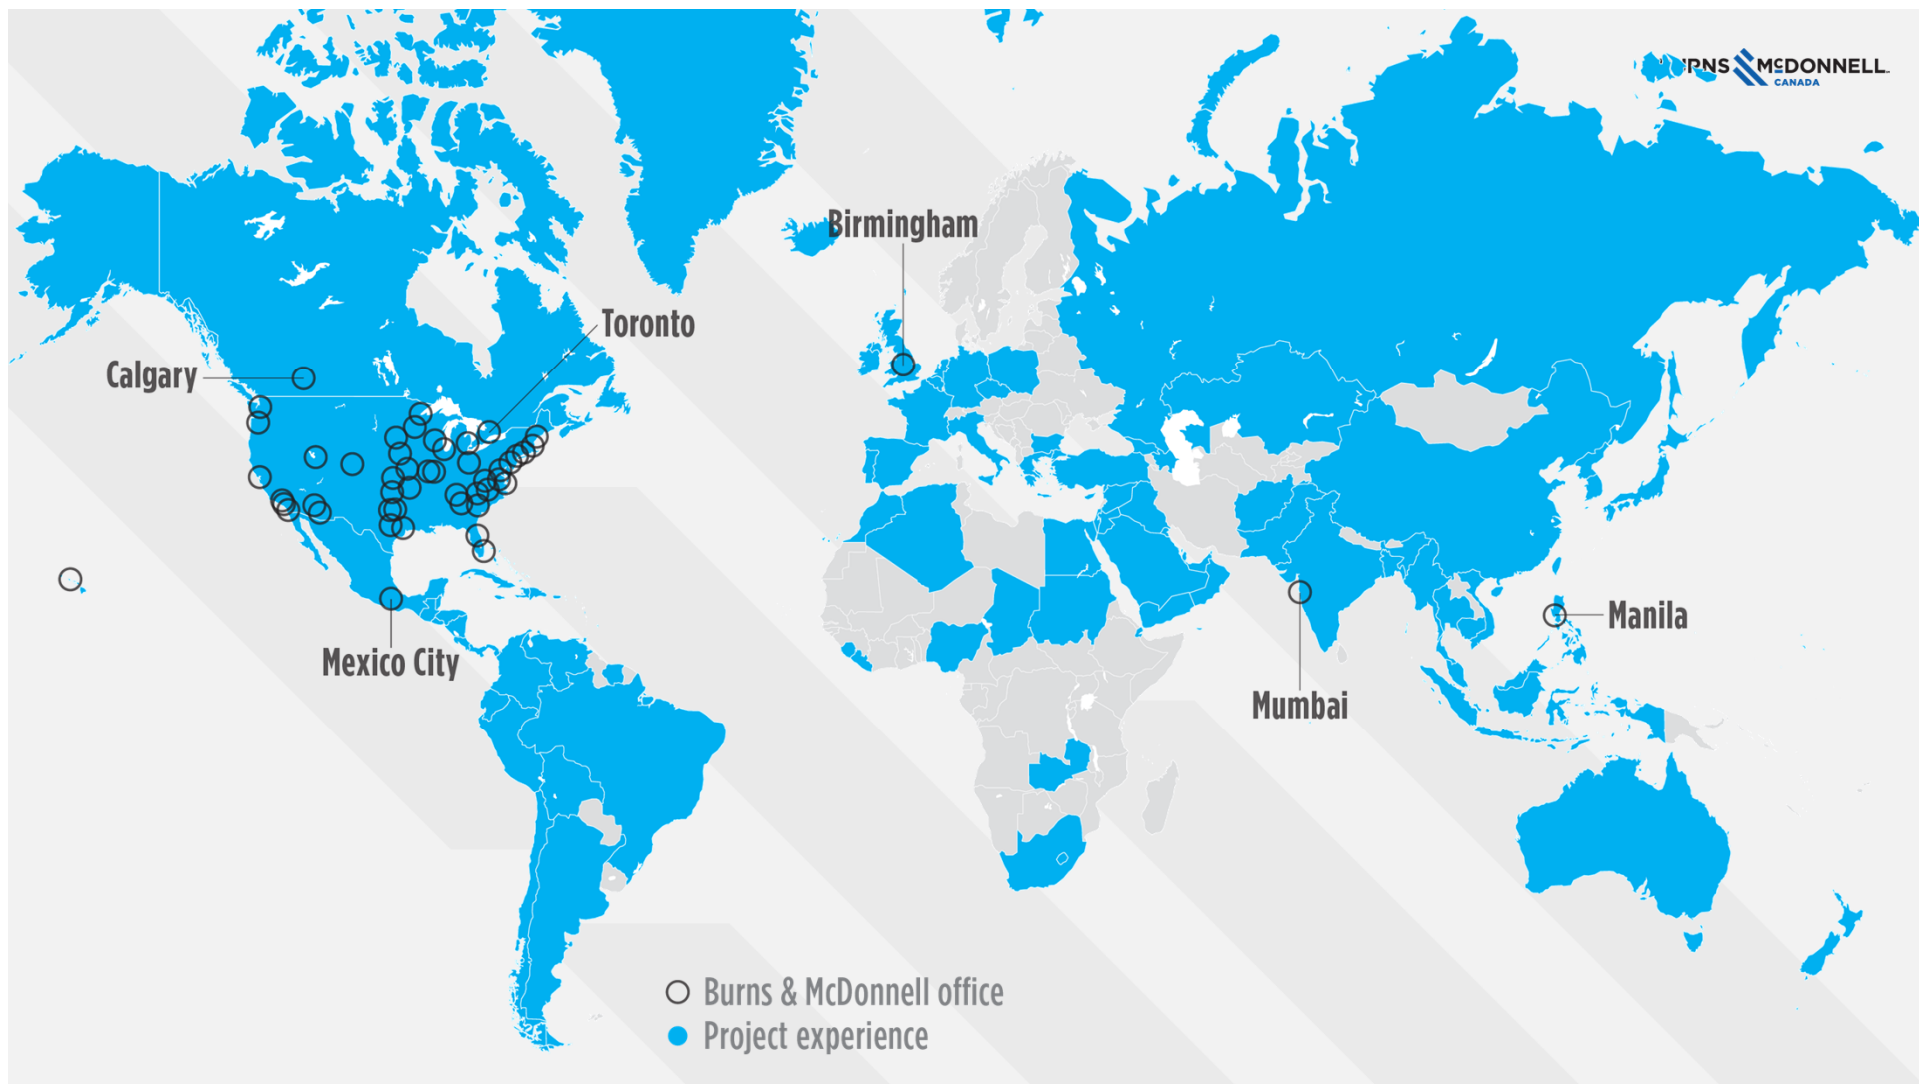 McDONNELL
CANADA
Birmingham
Toronto
Calgary
Manila
Mexico City
Mumbai
Burns & McDonnell office
Project experience